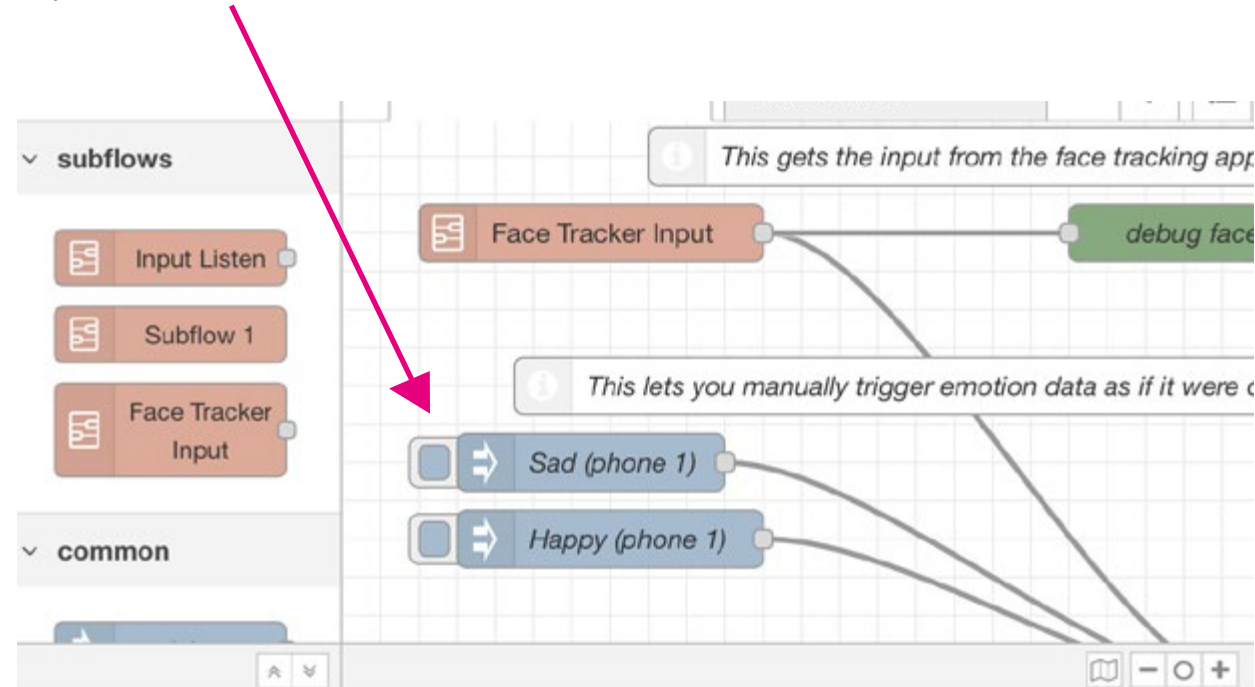 subflows
Input Listen
Subflow 1
Face Tracker
Input
common
This gets the input from the face tracking app
Face Tracker Input
debug face
This lets you manually trigger emotion data as if it were
Sad (phone 1)
Happy (phone 1)